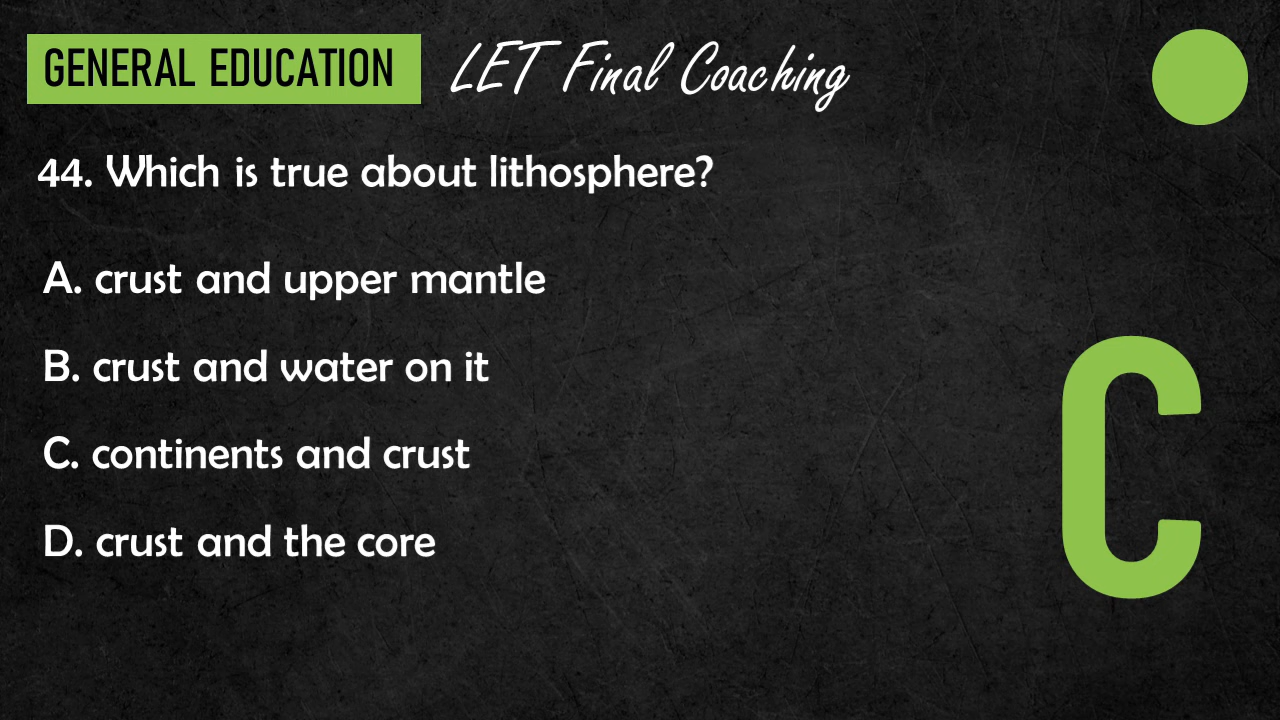 GENERAL EDUCATION LET Final Coaching
44. Which is true about lithosphere?
A. crust and upper mantle
B. crust and water on it
C. continents and crust
D. crust and the core
C